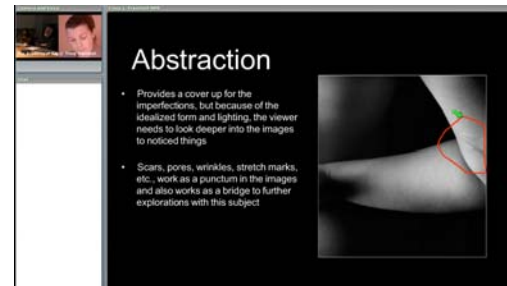 Abstraction
• Provides a cover up for the
imperfections, but because of the
idealized form and lighting, the viewer
needs to look deeper into the images
to noticed things
• Scars, pores, wrinkles, stretch marks,
etc., work as a punctum in the images
and also works as a bridge to further
explorations with this subject